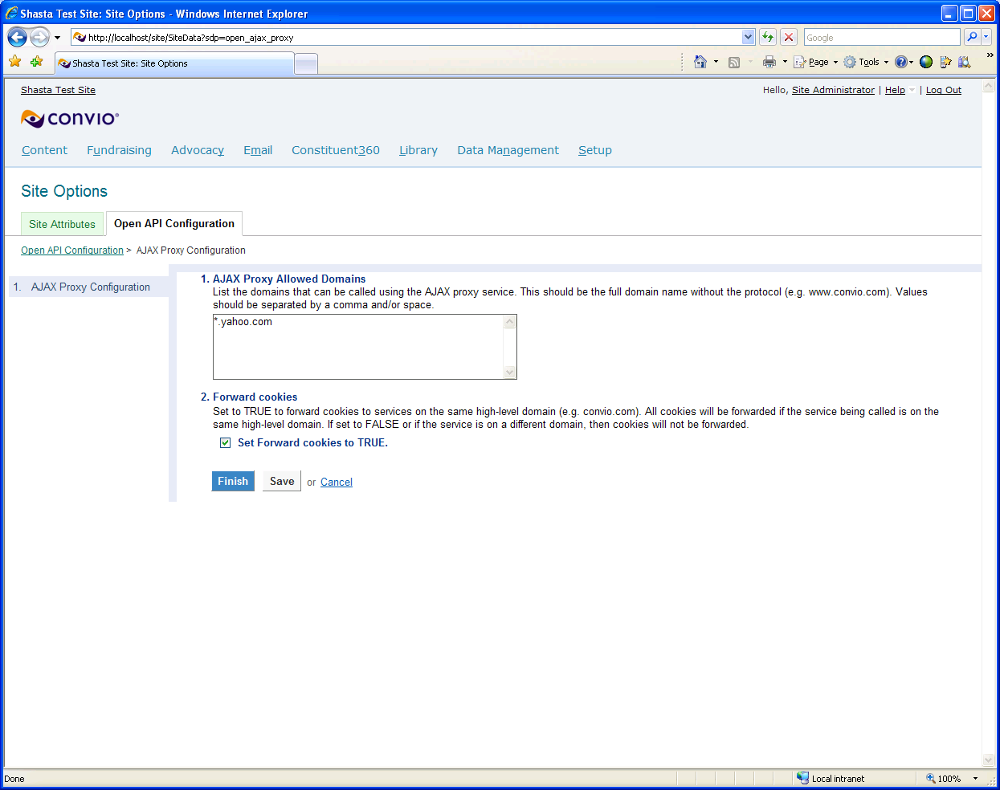 Shasta Test Site: Site Options - Windows Internet Explorer
http://localhost/site/SiteData?sdp=open_ajax_proxy
Google
Shasta Test Site: Site Options
Page
Tools
»
Shasta Test Site
Hello, Site Administrator | Help | Log Out
CONVIO®
Content Fundraising Advocacy Email Constituent360 Library Data Management Setup
Site Options
Site Attributes
Open API Configuration
Open API Configuration > AJAX Proxy Configuration
1. AJAX Proxy Configuration
1. AJAX Proxy Allowed Domains
List the domains that can be called using the AJAX proxy service. This should be the full domain name without the protocol (e.g. www.convio.com). Values
should be separated by a comma and/or space.
*.yahoo.com
2. Forward cookies
Set to TRUE to forward cookies to services on the same high-level domain (e.g. convio.com). All cookies will be forwarded if the service being called is on the
same high-level domain. If set to FALSE or if the service is on a different domain, then cookies will not be forwarded.
Set Forward cookies to TRUE.
Finish Save or Cancel
Done
Local intranet
100%